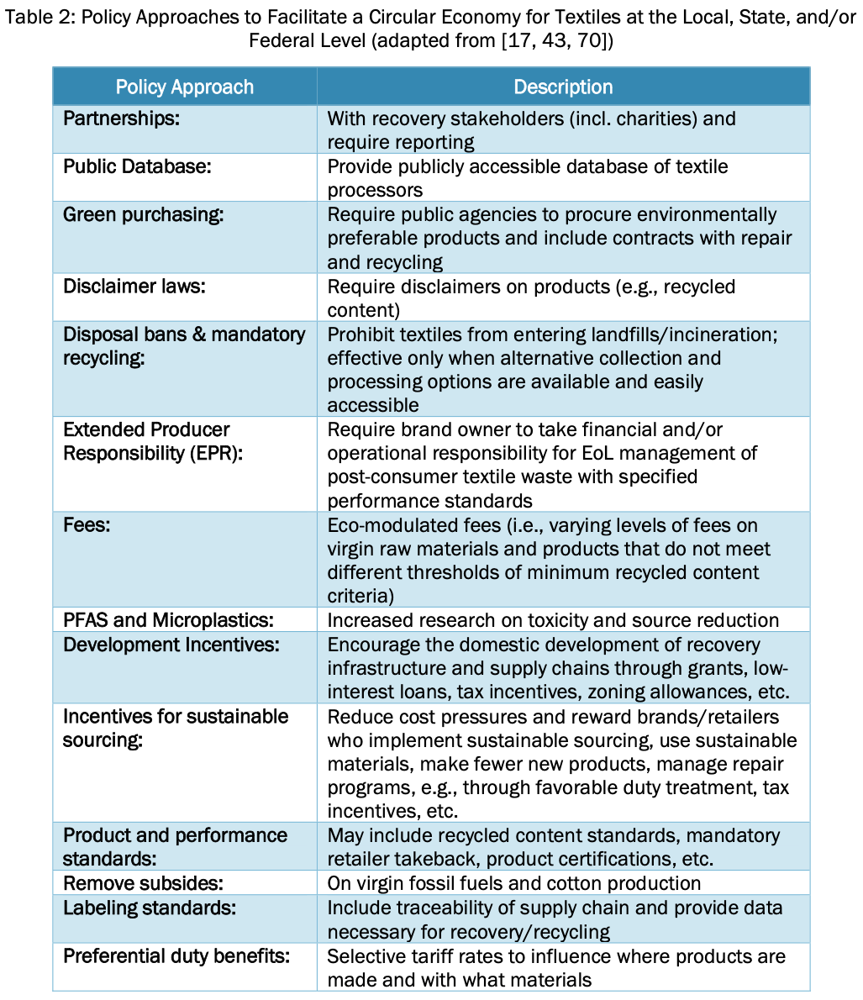 Table 2: Policy Approaches to Facilitate a Circular Economy for Textiles at the Local, State, and/or
Federal Level (adapted from [17, 43, 70])
Policy Approach
Description
Partnerships:
With recovery stakeholders (incl. charities) and
require reporting
Public Database:
Provide publicly accessible database of textile
processors
Green purchasing:
Require public agencies to procure environmentally
preferable products and include contracts with repair
and recycling
Disclaimer laws:
Require disclaimers on products (e.g., recycled
content)
Disposal bans & mandatory
recycling:
Prohibit textiles from entering landfills/incineration;
effective only when alternative collection and
processing options are available and easily
accessible
Extended Producer
Responsibility (EPR):
Require brand owner to take financial and/or
operational responsibility for EoL management of
post-consumer textile waste with specified
performance standards
Fees:
Eco-modulated fees (i.e., varying levels of fees on
virgin raw materials and products that do not meet
different thresholds of minimum recycled content
criteria)
PFAS and Microplastics:
Increased research on toxicity and source reduction
Development Incentives:
Encourage the domestic development of recovery
infrastructure and supply chains through grants, low-
interest loans, tax incentives, zoning allowances, etc.
Incentives for sustainable
sourcing:
Reduce cost pressures and reward brands/retailers
who implement sustainable sourcing, use sustainable
materials, make fewer new products, manage repair
programs, e.g., through favorable duty treatment, tax
incentives, etc.
Product and performance
standards:
May include recycled content standards, mandatory
retailer takeback, product certifications, etc.
Remove subsides:
On virgin fossil fuels and cotton production
Labeling standards:
Include traceability of supply chain and provide data
necessary for recovery/recycling
Preferential duty benefits:
Selective tariff rates to influence where products are
made and with what materials